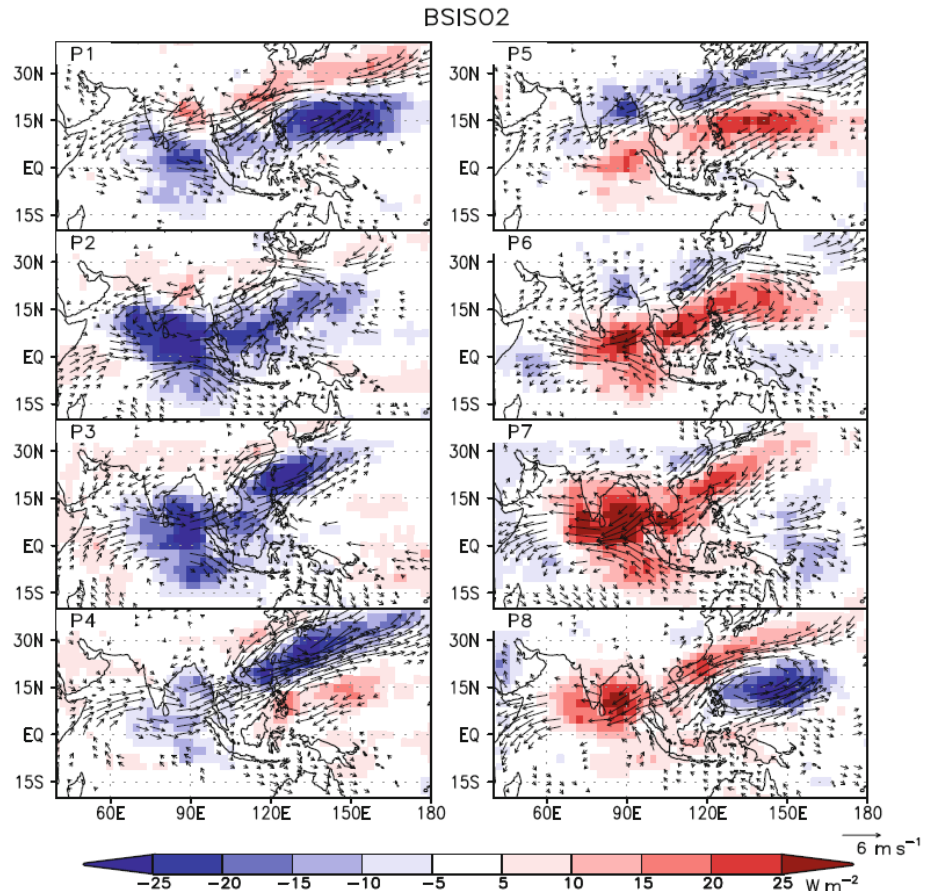 BSISO2
P1 P5
30N 30N
15N 15N
EQ EQ
15S 15S
P2 P6
30N 30N
15N 15N
EQ EQ
15S 15S
P3 P7
30N 30N
15N 15N
EQ EQ
15S 15S
P4 P8
30N 30N
15N 15N
EQ EQ
15S 15S
60E 90E 120E 150E 180 60E 90E 120E 150E 180
6 m s⁻¹
−25 −20 −15 −10 −5 5 10 15 20 25 W m⁻²